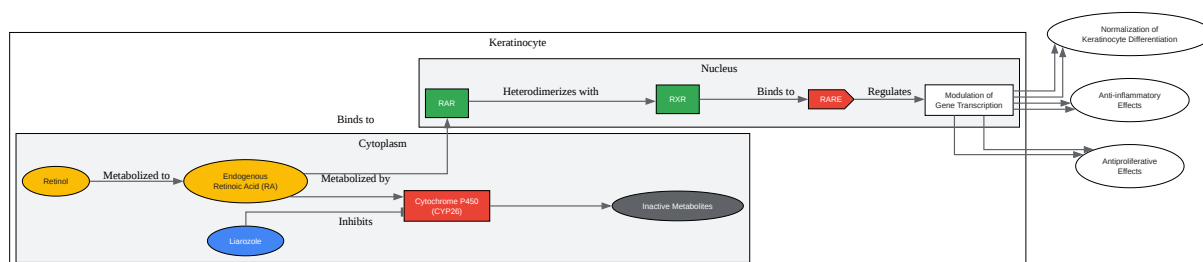 Keratinocyte
Normalization of
Keratinocyte Differentiation
Nucleus
RAR
Heterodimerizes with
RXR
Binds to
RARE
Regulates
Modulation of
Gene Transcription
Anti-inflammatory
Effects
Binds to
Cytoplasm
Antiproliferative
Effects
Retinol
Metabolized to
Endogenous
Retinoic Acid (RA)
Metabolized by
Cytochrome P450
(CYP26)
Inactive Metabolites
Inhibits
Liarozole